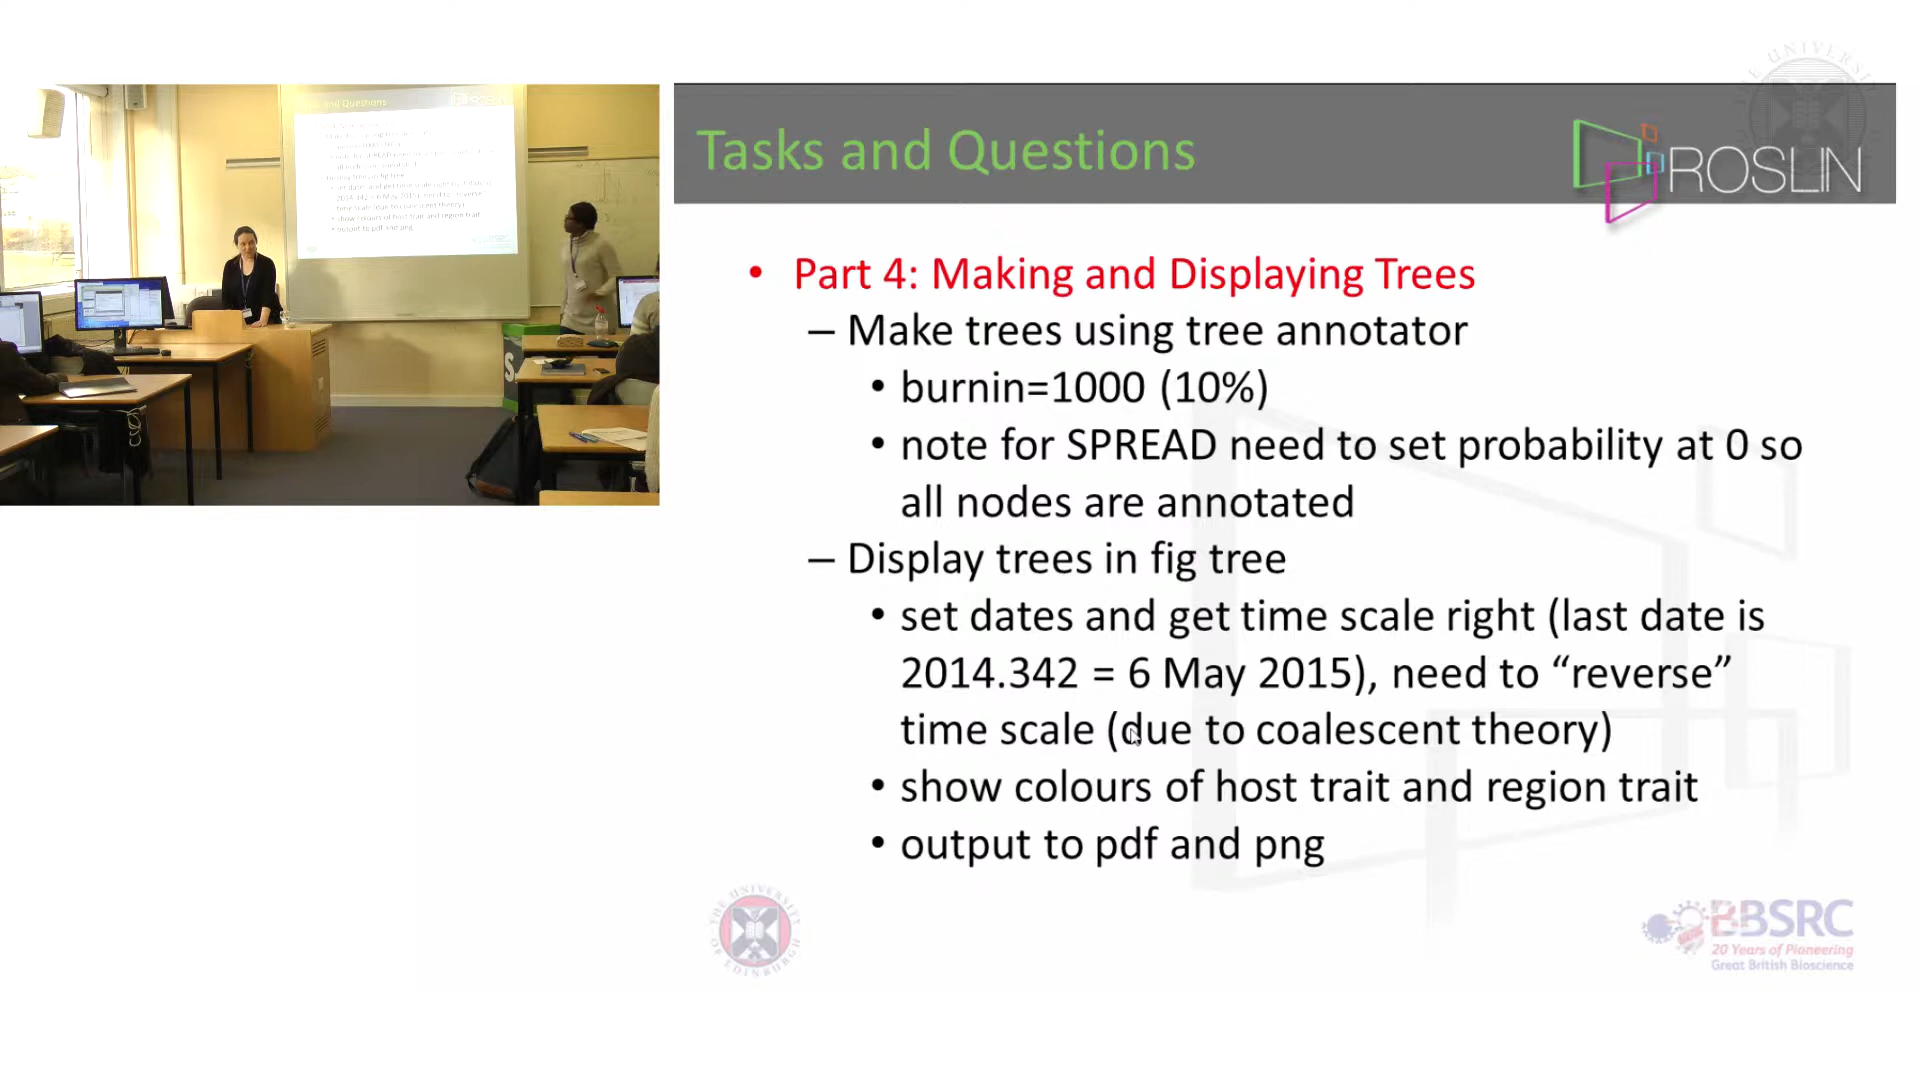 Tasks and Questions
ROSLIN
• Part 4: Making and Displaying Trees
– Make trees using tree annotator
• burnin=1000 (10%)
• note for SPREAD need to set probability at 0 so
all nodes are annotated
– Display trees in fig tree
• set dates and get time scale right (last date is
2014.342 = 6 May 2015), need to “reverse”
time scale (due to coalescent theory)
• show colours of host trait and region trait
• output to pdf and png
THE UNIVERSITY OF EDINBURGH
BBSRC
20 Years of Pioneering
Great British Bioscience